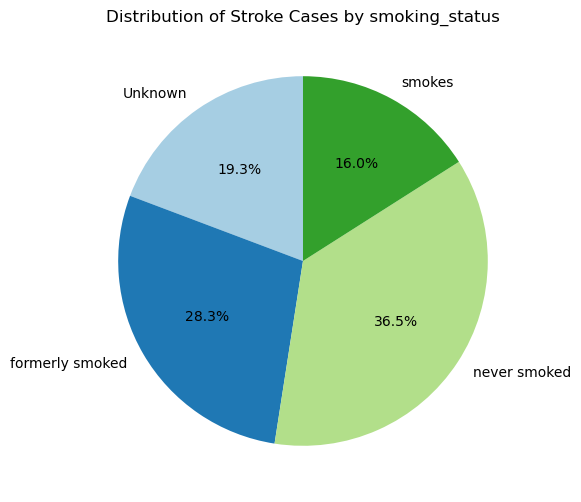 Distribution of Stroke Cases by smoking_status
smokes
Unknown
16.0%
19.3%
28.3%
36.5%
formerly smoked
never smoked